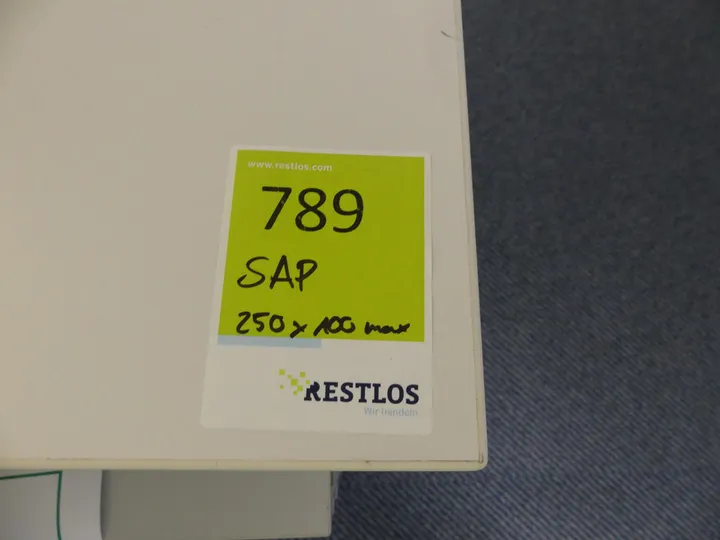 www.restlos.com
789
SAP
250 x 100 max
RESTLOS
Wir handeln.